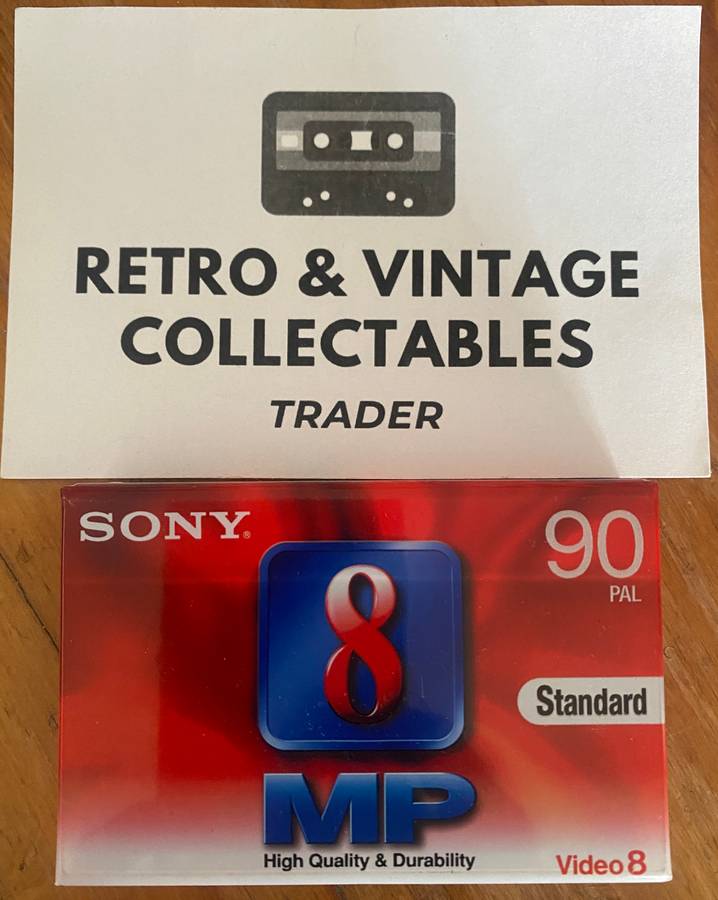 RETRO & VINTAGE
COLLECTABLES
TRADER
SONY®
90
PAL
8
Standard
MP
High Quality & Durability
Video 8